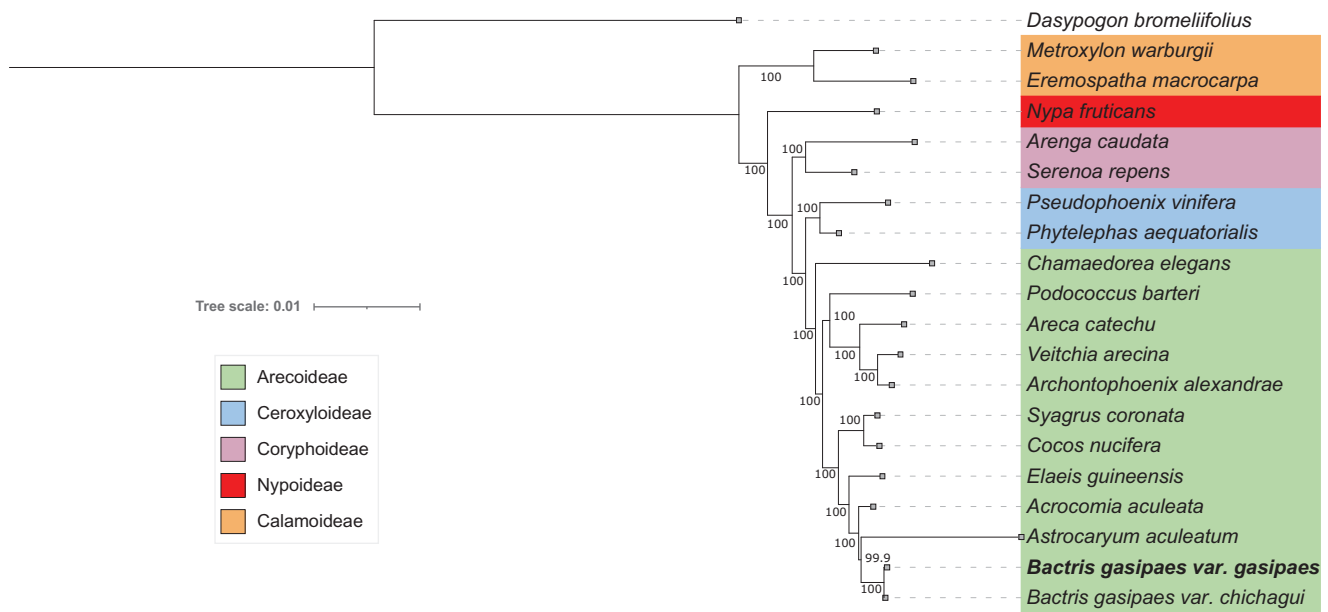 Dasypogon bromeliifolius
Metroxylon warburgii
100
Eremospatha macrocarpa
Nypa fruticans
Arenga caudata
100
100
Serenoa repens
Pseudophoenix vinifera
100
100
Phytelephas aequatorialis
100
Chamaedorea elegans
Podococcus barteri
Tree scale: 0.01
100
Areca catechu
100
Veitchia arecina
100
100
Archontophoenix alexandrae
Arecoideae
Syagrus coronata
Ceroxyloideae
100
Cocos nucifera
Coryphoideae
100
Elaeis guineensis
Nypoideae
Acrocomia aculeata
100
Calamoideae
Astrocaryum aculeatum
100
99.9
Bactris gasipaes var. gasipaes
100
Bactris gasipaes var. chichagui